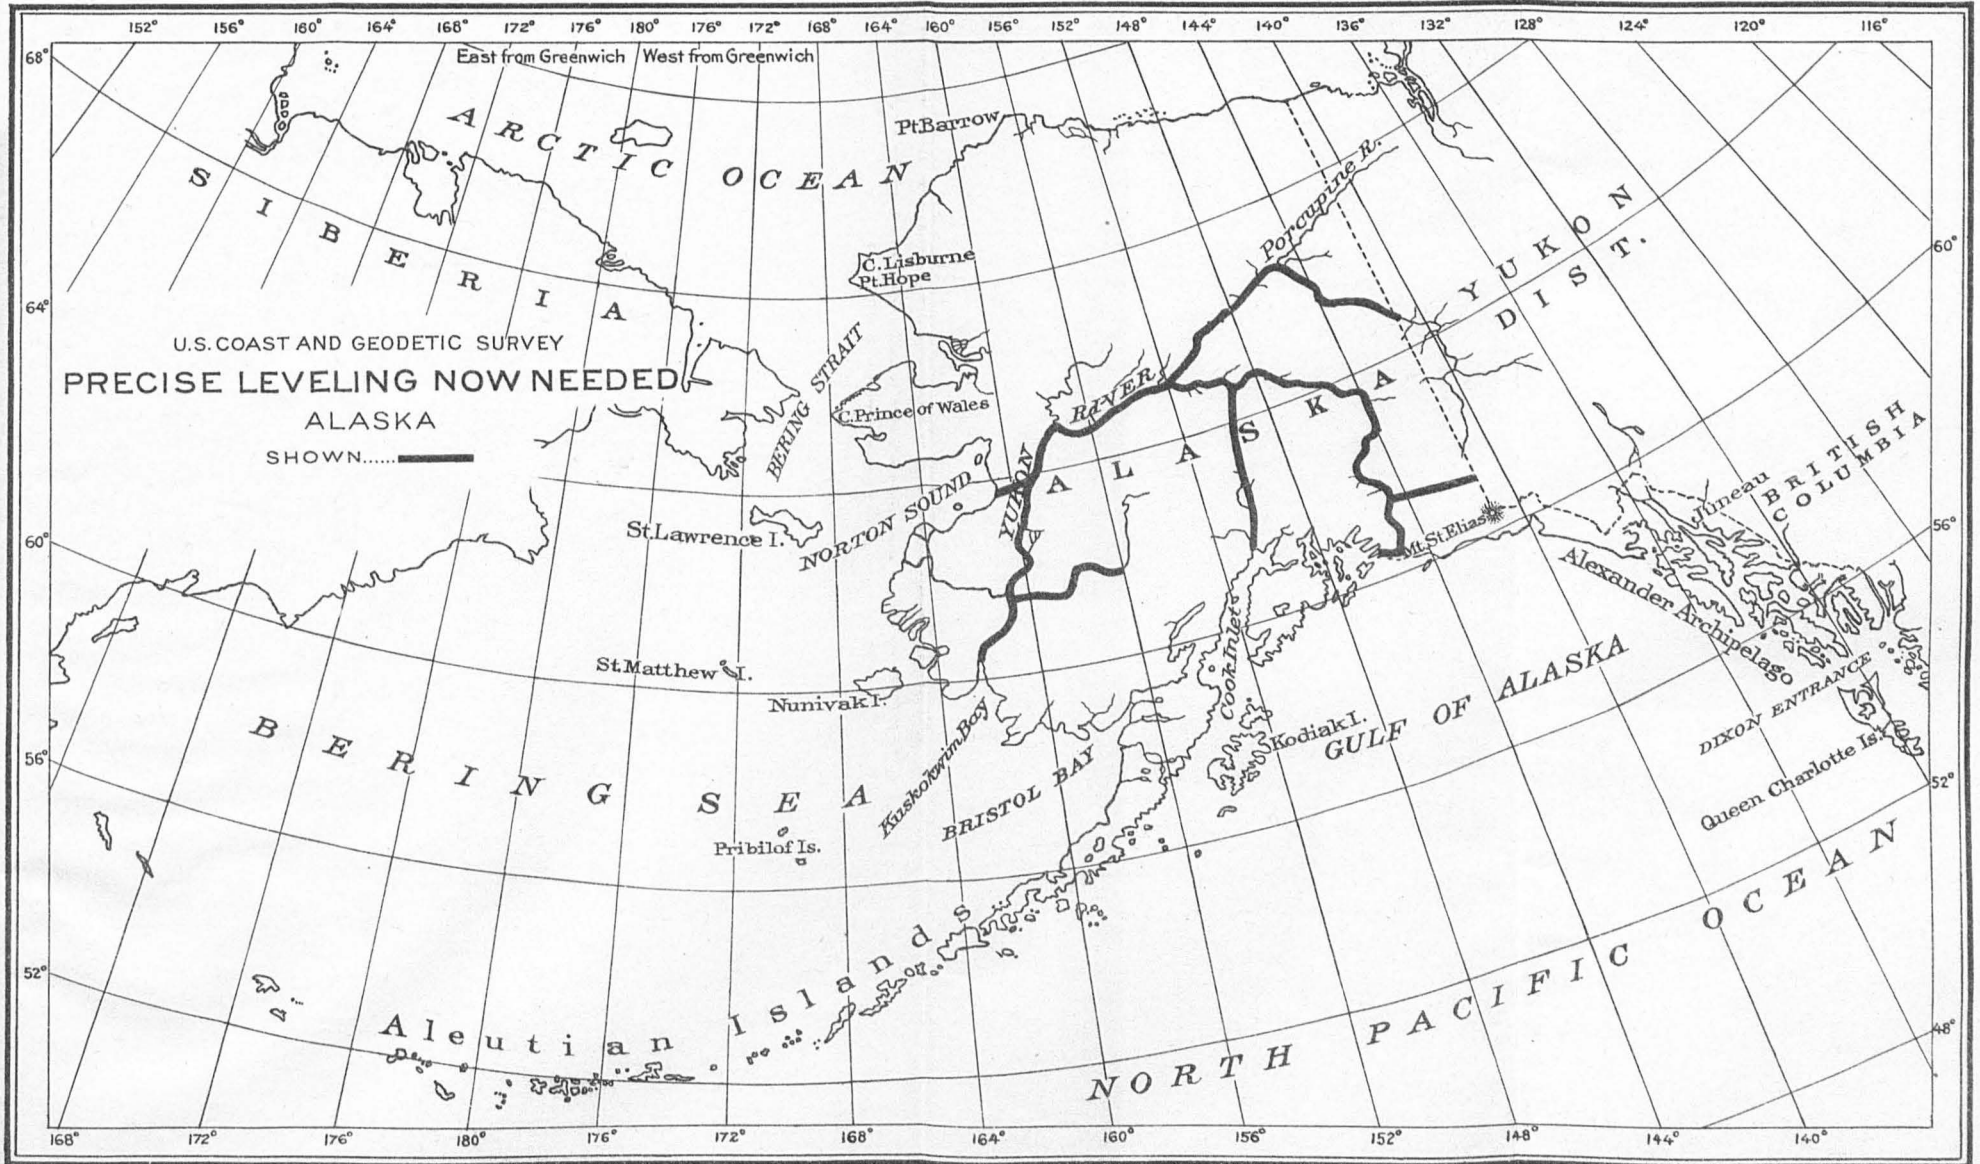 152° 156° 160° 164° 168° 172° 176° 180° 176° 172° 168° 164° 160° 156° 152° 148° 144° 140° 136° 132° 128° 124° 120° 116°
East from Greenwich West from Greenwich
68°
ARCTIC OCEAN
Pt.Barrow
SIBERIA
Porcupine R.
YUKON
DIST.
60°
C.Lisburne
Pt.Hope
64°
U.S. COAST AND GEODETIC SURVEY
PRECISE LEVELING NOW NEEDED
ALASKA
SHOWN......
BERING STRAIT
C.Prince of Wales
YUKON RIVER
ALASKA
NORTON SOUND
St.Lawrence I.
Mt.St.Elias
Juneau
BRITISH
COLUMBIA
56°
60°
Alexander Archipelago
St.Matthew I.
Nunivak I.
Cook Inlet
Kodiak I.
GULF OF ALASKA
DIXON ENTRANCE
Queen Charlotte Is.
52°
56°
BERING SEA
Kuskokwim Bay
BRISTOL BAY
Pribilof Is.
52°
Aleutian Islands
NORTH PACIFIC OCEAN
48°
168° 172° 176° 180° 176° 172° 168° 164° 160° 156° 152° 148° 144° 140°